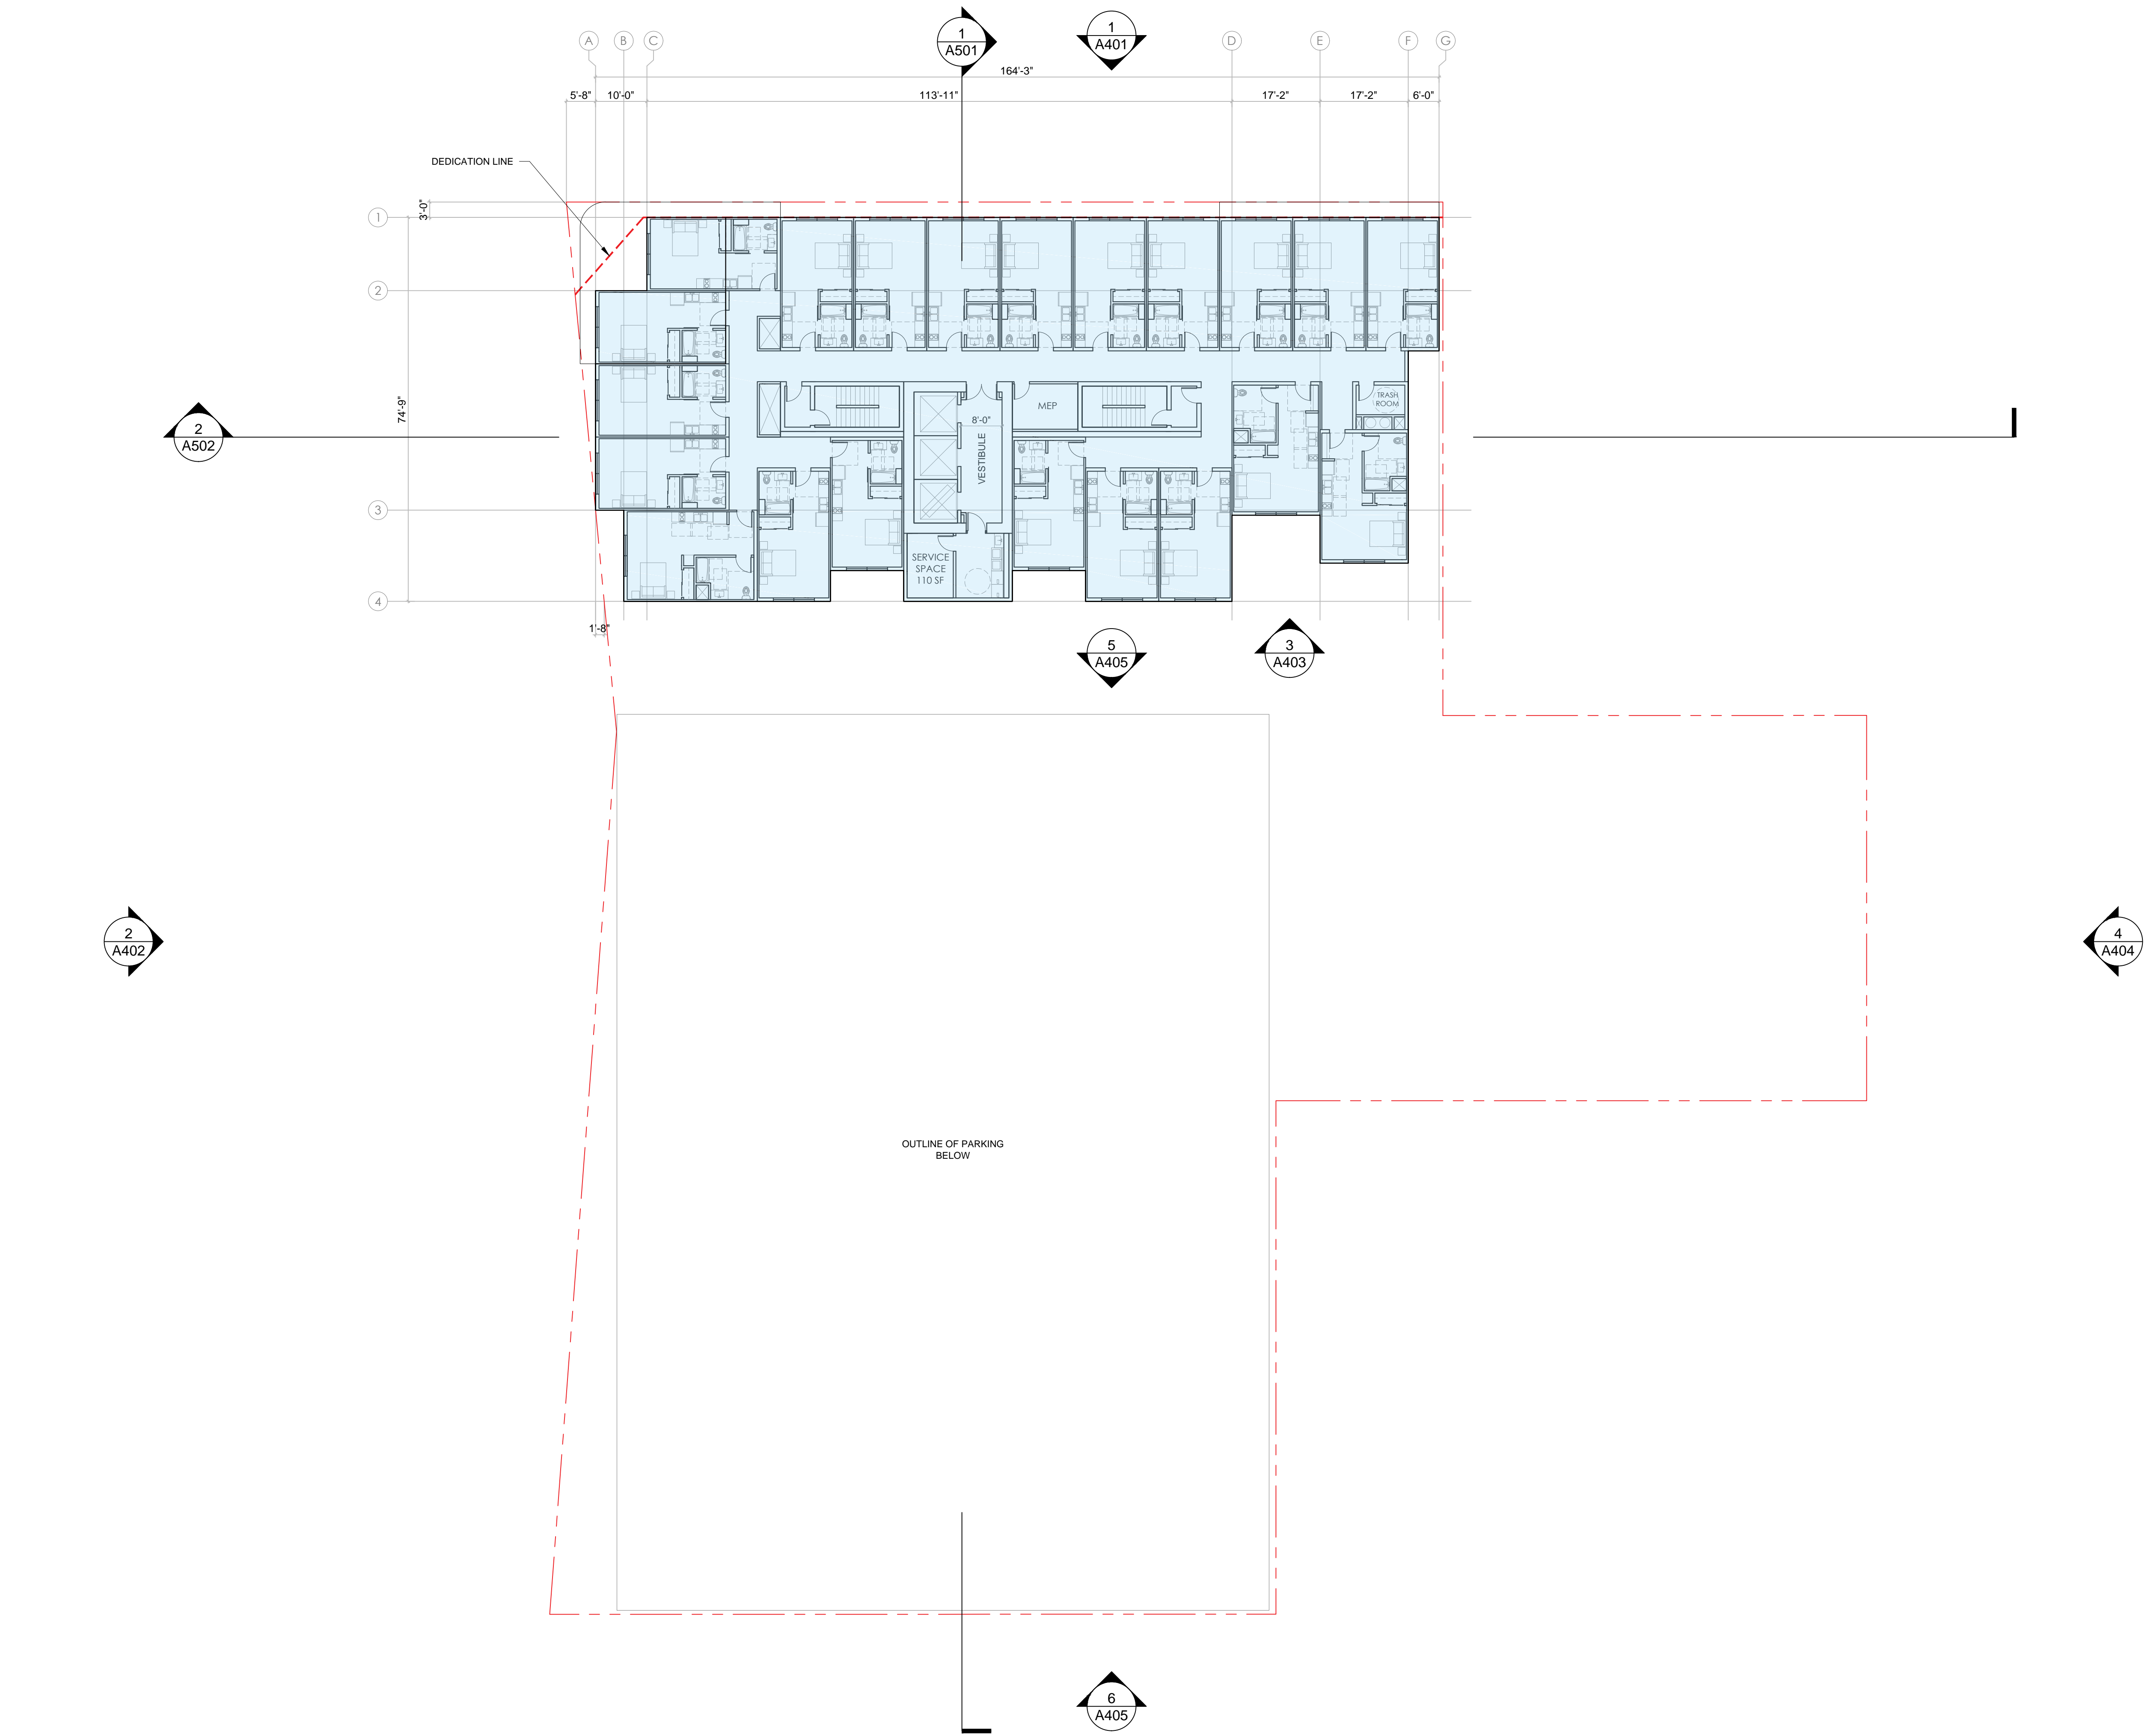 1
A501
1
A401
A
B
C
D
E
F
G
164'-3"
5'-8"
10'-0"
113'-11"
17'-2"
17'-2"
6'-0"
DEDICATION LINE
3'-0"
1
2
74'-9"
TRASH
ROOM
MEP
8'-0"
VESTIBULE
2
A502
3
SERVICE
SPACE
110 SF
4
1'-8"
5
A405
3
A403
2
A402
4
A404
OUTLINE OF PARKING
BELOW
6
A405